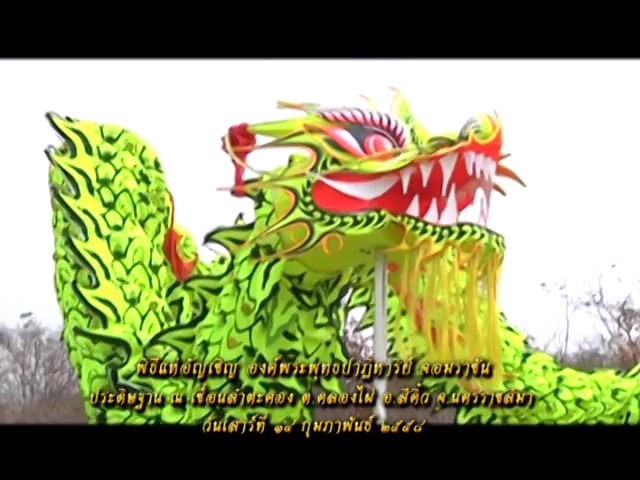 พิธีแห่อัญเชิญ องค์พระพุทธปาฏิหาริย์ จอมราชัน
ประดิษฐาน ณ เขื่อนลำตะคอง ต.คลองไผ่ อ.สีคิ้ว จ.นครราชสีมา
วันเสาร์ที่ ๑๔ กุมภาพันธ์ ๒๕๕๘